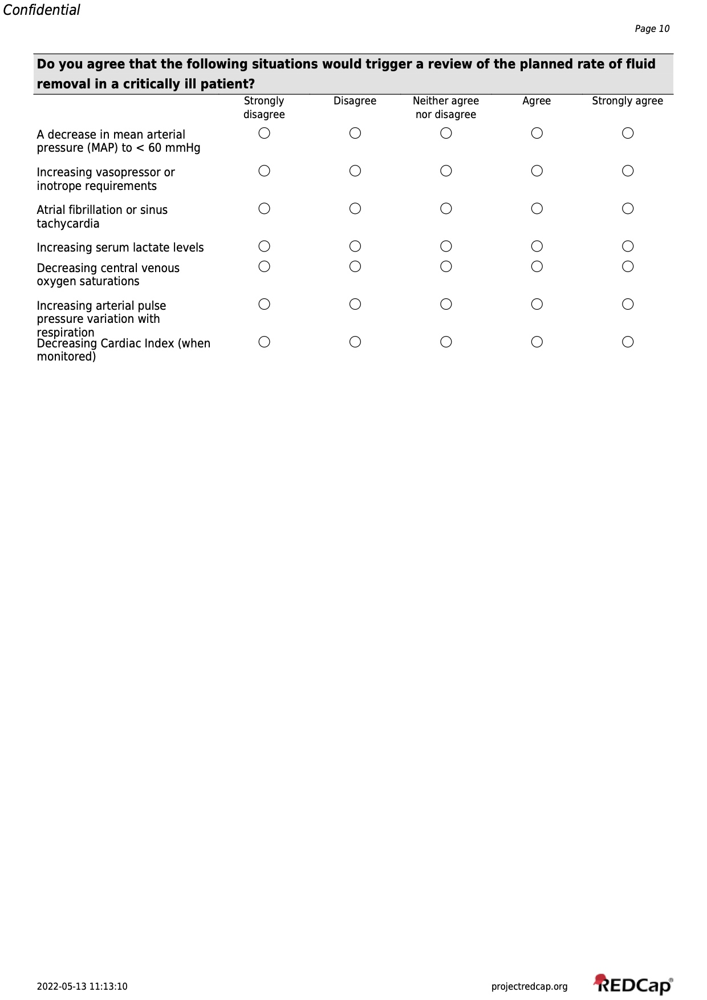 Confidential
Page 10
Do you agree that the following situations would trigger a review of the planned rate of fluid
removal in a critically ill patient?
Strongly disagree Disagree Neither agree nor disagree Agree Strongly agree
A decrease in mean arterial
pressure (MAP) to < 60 mmHg
Increasing vasopressor or
inotrope requirements
Atrial fibrillation or sinus
tachycardia
Increasing serum lactate levels
Decreasing central venous
oxygen saturations
Increasing arterial pulse
pressure variation with
respiration
Decreasing Cardiac Index (when
monitored)
2022-05-13 11:13:10
projectredcap.org
REDCap®